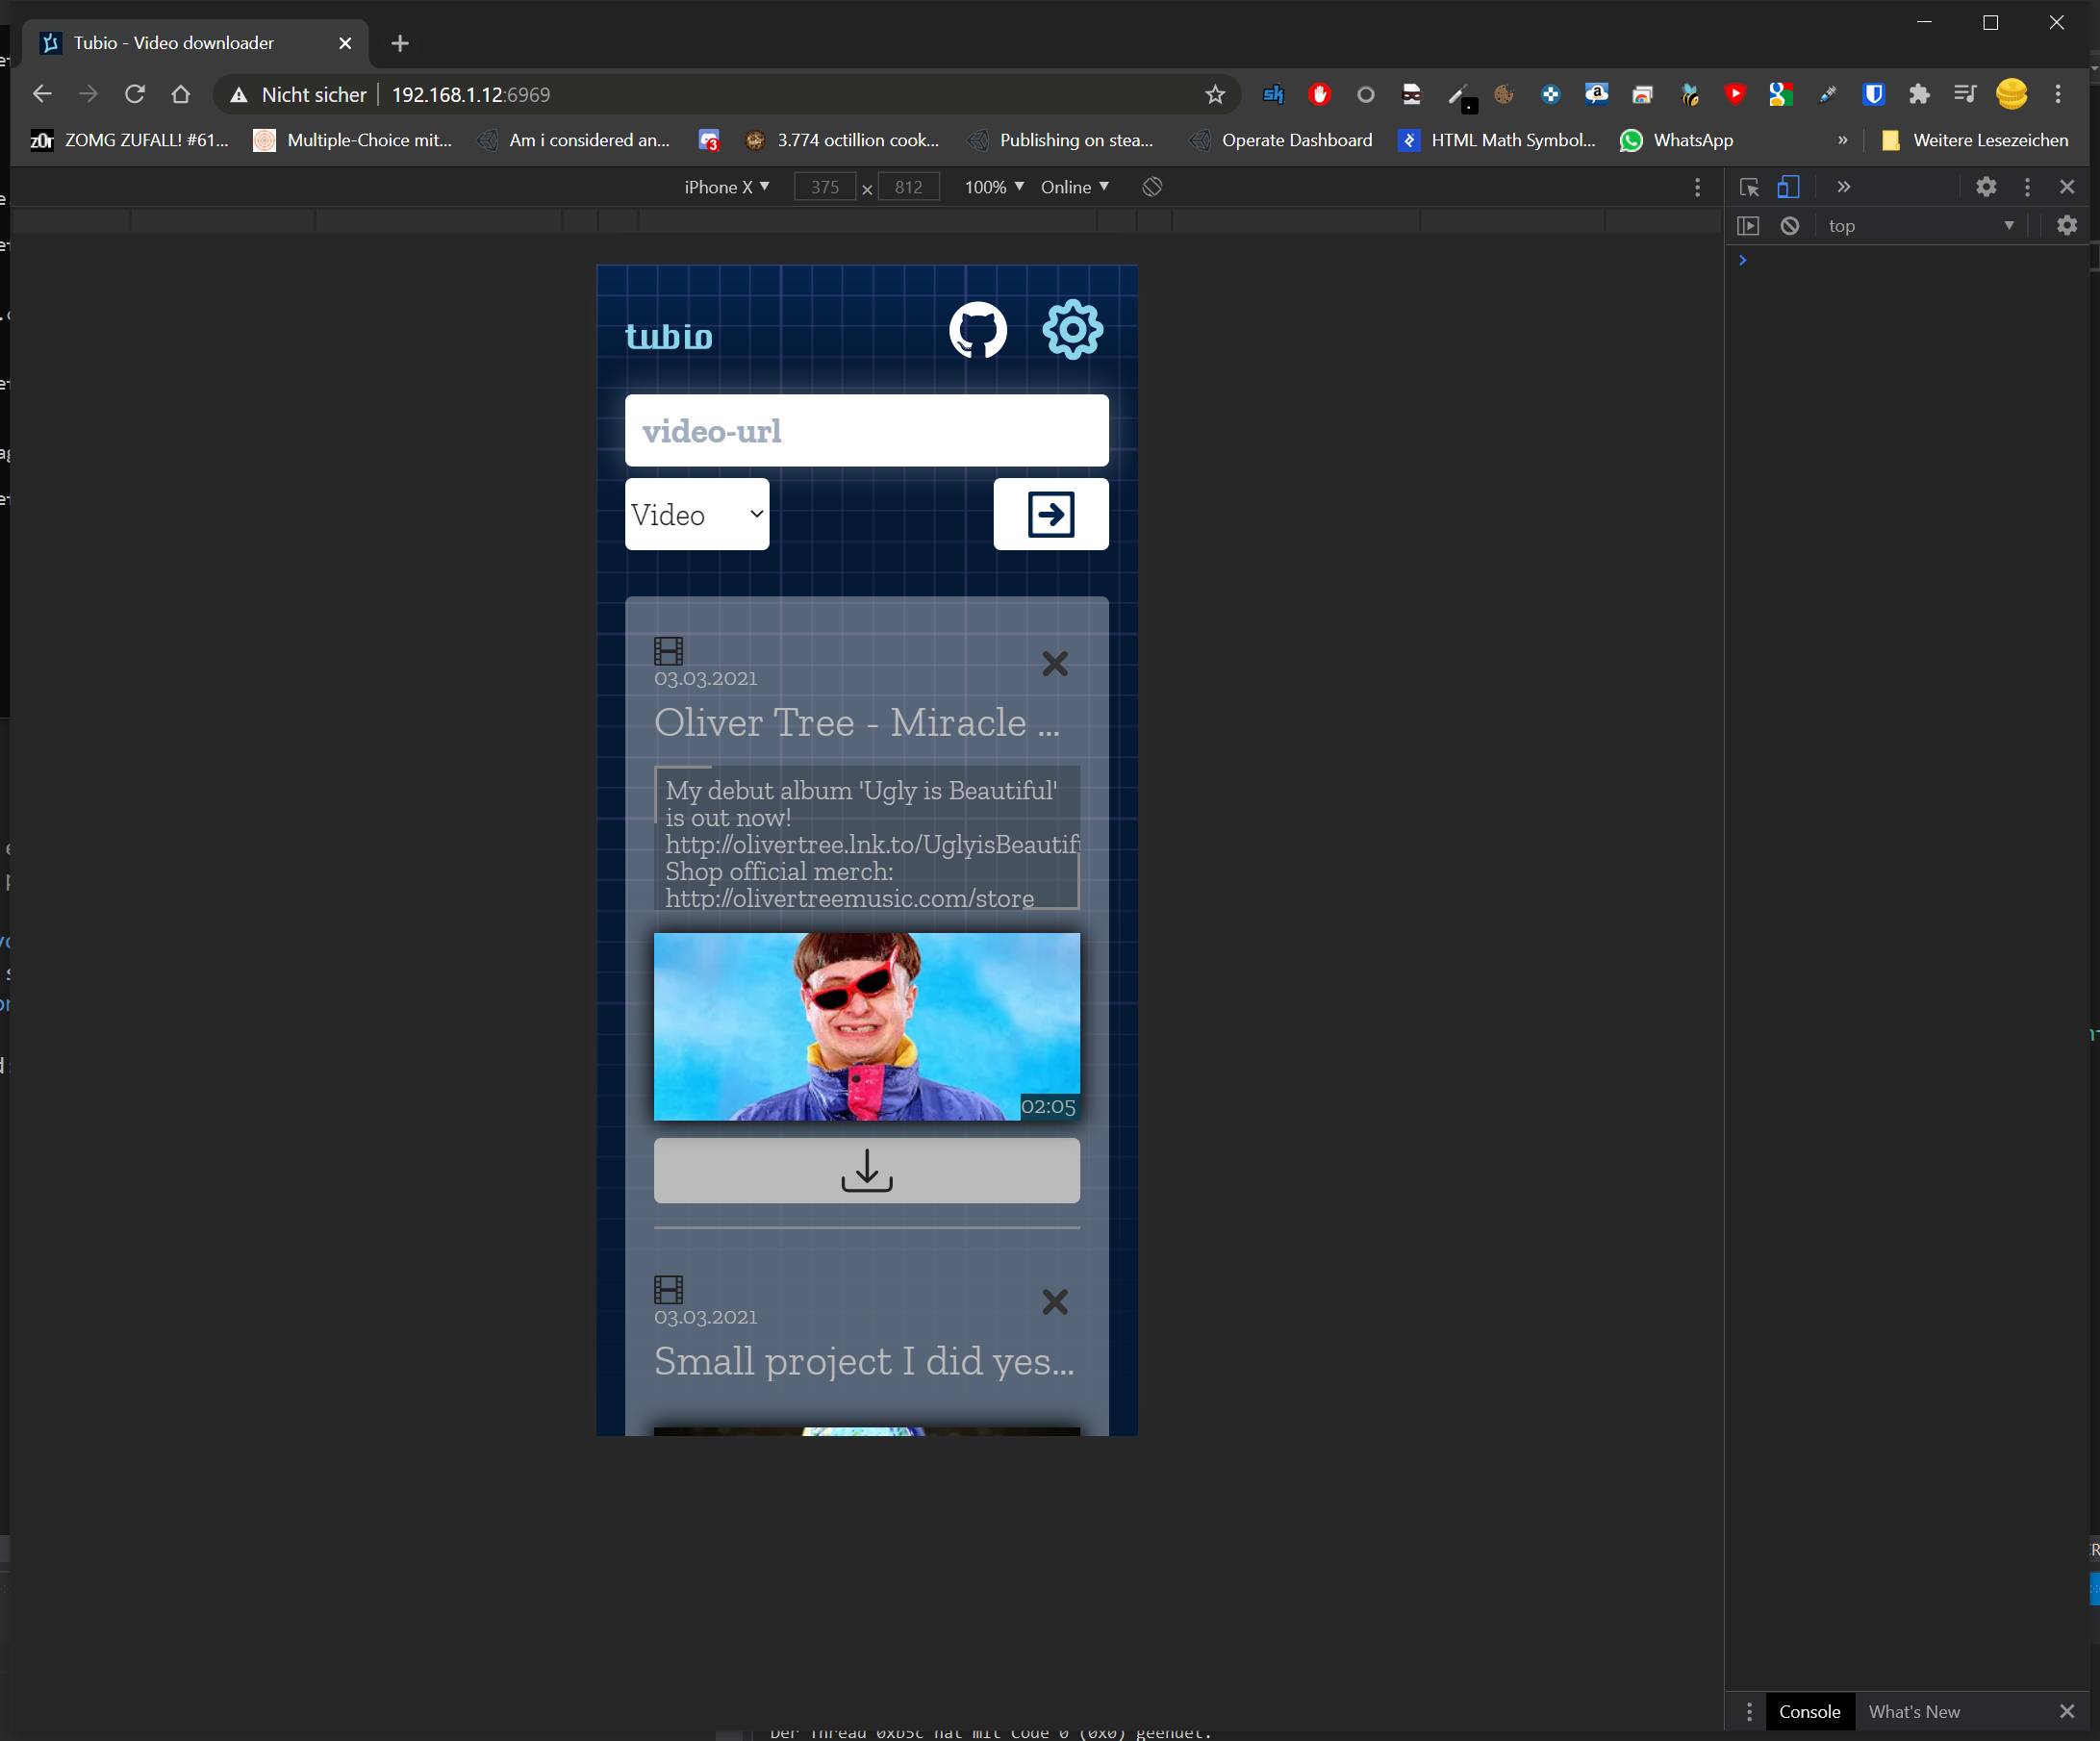 Tubio - Video downloader
Nicht sicher 192.168.1.12:6969
sk
a
zOr ZOMG ZUFALL! #61... Multiple-Choice mit... Am i considered an... 3 3.774 octillion cook... Publishing on stea... Operate Dashboard HTML Math Symbol... WhatsApp » Weitere Lesezeichen
iPhone X ▼ 375 × 812 100% ▼ Online ▼ »
top
tubio
video-url
Video
03.03.2021
Oliver Tree - Miracle ...
My debut album 'Ugly is Beautiful'
is out now!
http://olivertree.lnk.to/UglyisBeautif
Shop official merch:
http://olivertreemusic.com/store
02:05
03.03.2021
Small project I did yes...
Console What's New
Der Thread 0xb5c hat mit Code 0 (0x0) geendet.